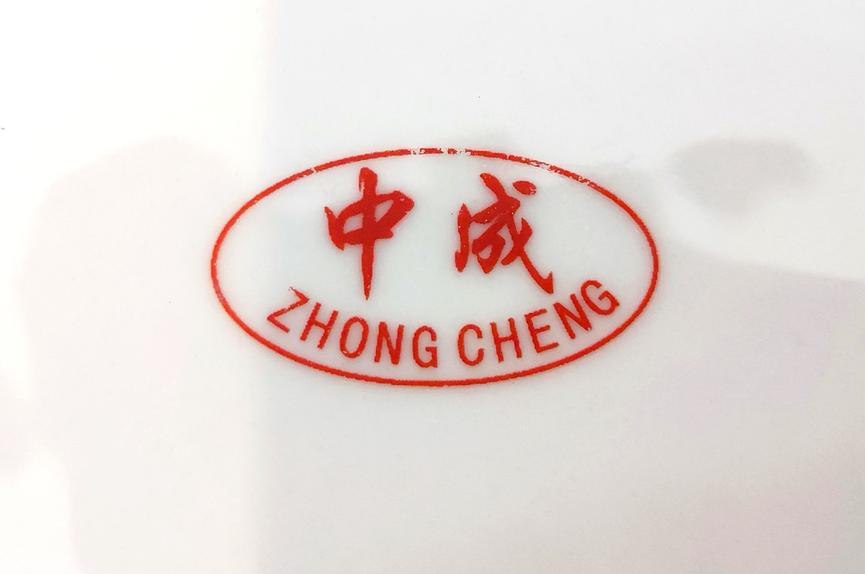 中成
ZHONG CHENG